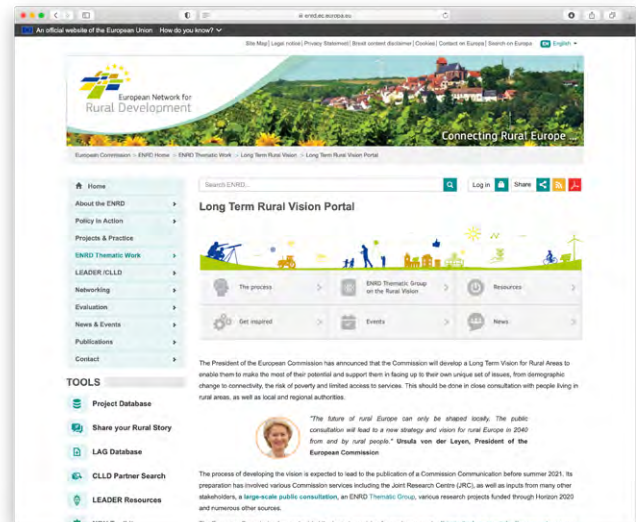 enrd.ec.europa.eu
An official website of the European Union How do you know?
Site Map | Legal notice | Privacy Statement | Brexit content disclaimer | Cookies | Contact on Europa | Search on Europa EN English
European Network for
Rural Development
Connecting Rural Europe ...
European Commission > ENRD Home > ENRD Thematic Work > Long Term Rural Vision > Long Term Rural Vision Portal
Home
About the ENRD
Policy in Action
Projects & Practice
ENRD Thematic Work
LEADER /CLLD
Networking
Evaluation
News & Events
Publications
Contact
TOOLS
Project Database
Share your Rural Story
LAG Database
CLLD Partner Search
LEADER Resources
Search ENRD...
Log in Share
Long Term Rural Vision Portal
The process
ENRD Thematic Group
on the Rural Vision
Resources
Get inspired
Events
News
The President of the European Commission has announced that the Commission will develop a Long Term Vision for Rural Areas to
enable them to make the most of their potential and support them in facing up to their own unique set of issues, from demographic
change to connectivity, the risk of poverty and limited access to services. This should be done in close consultation with people living in
rural areas, as well as local and regional authorities.
"The future of rural Europe can only be shaped locally. The public
consultation will lead to a new strategy and vision for rural Europe in 2040
from and by rural people." Ursula von der Leyen, President of the
European Commission
The process of developing the vision is expected to lead to the publication of a Commission Communication before summer 2021. Its
preparation has involved various Commission services including the Joint Research Centre (JRC), as well as inputs from many other
stakeholders, a large-scale public consultation, an ENRD Thematic Group, various research projects funded through Horizon 2020
and numerous other sources.